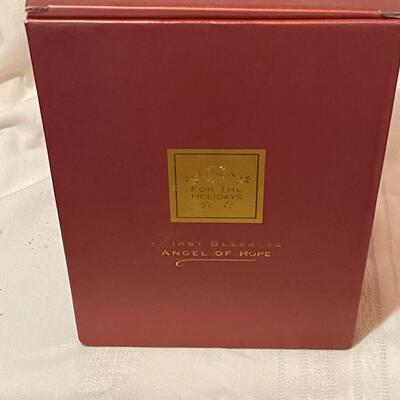 FOR THE
HOLIDAYS
FIRST BLESSING
ANGEL OF HOPE